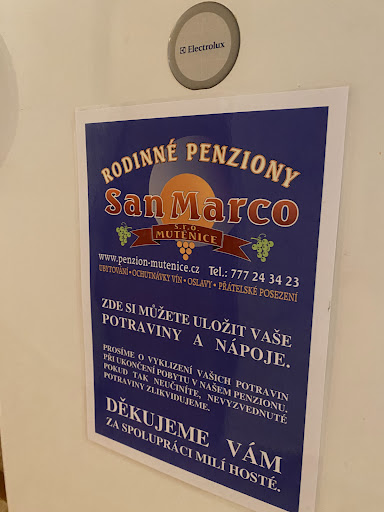 Electrolux
RODINNÉ PENZIONY
San Marco
s.r.o.
MUTĚNICE
www.penzion-mutenice.cz Tel.: 777 24 34 23
UBYTOVÁNÍ • OCHUTNÁVKY VÍN • OSLAVY • PŘÁTELSKÉ POSEZENÍ
ZDE SI MŮŽETE ULOŽIT VAŠE
POTRAVINY A NÁPOJE.
PROSÍME O VYKLIZENÍ VAŠICH POTRAVIN
PŘI UKONČENÍ POBYTU V NAŠEM PENZIONU.
POKUD TAK NEUČINÍTE, NEVYZVEDNUTÉ
POTRAVINY ZLIKVIDUJEME.
DĚKUJEME VÁM
ZA SPOLUPRÁCI MILÍ HOSTÉ.